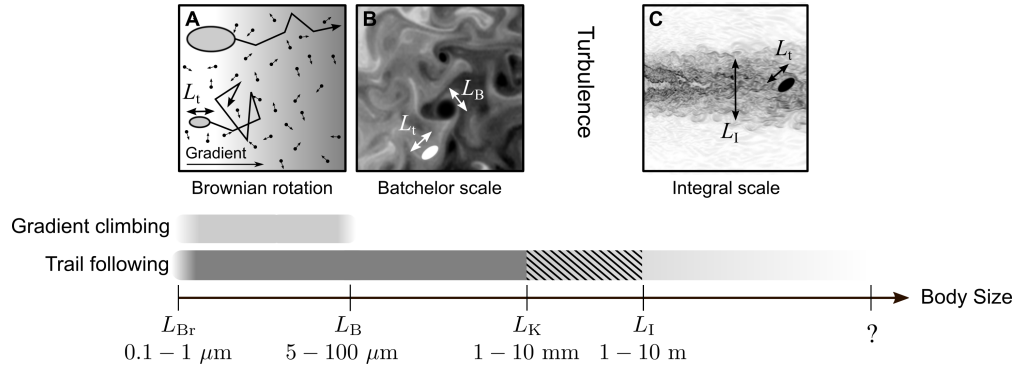 A
L_t
Gradient
Brownian rotation
B
L_B
L_t
Batchelor scale
Turbulence
C
L_t
L_I
Integral scale
Gradient climbing
Trail following
Body Size
L_Br
0.1 − 1 μm
L_B
5 − 100 μm
L_K
1 − 10 mm
L_I
1 − 10 m
?